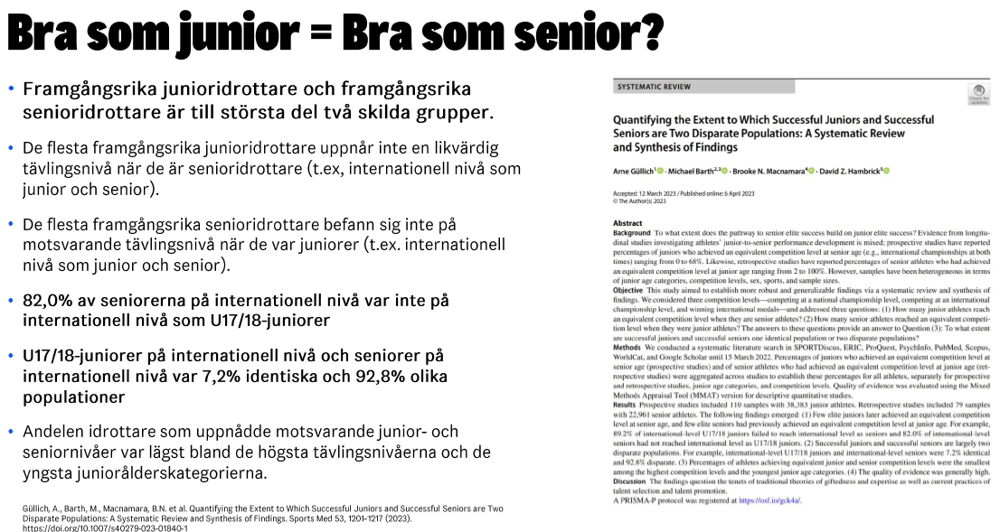 Bra som junior = Bra som senior?
• Framgångsrika junioridrottare och framgångsrika
senioridrottare är till största del två skilda grupper.
• De flesta framgångsrika junioridrottare uppnår inte en likvärdig
tävlingsnivå när de är senioridrottare (t.ex, internationell nivå som
junior och senior).
• De flesta framgångsrika senioridrottare befann sig inte på
motsvarande tävlingsnivå när de var juniorer (t.ex. internationell
nivå som junior och senior).
• 82,0% av seniorerna på internationell nivå var inte på
internationell nivå som U17/18-juniorer
• U17/18-juniorer på internationell nivå och seniorer på
internationell nivå var 7,2% identiska och 92,8% olika
populationer
• Andelen idrottare som uppnådde motsvarande junior- och
seniornivåer var lägst bland de högsta tävlingsnivåerna och de
yngsta juniorålderskategorierna.
Güllich, A., Barth, M., Macnamara, B.N. et al. Quantifying the Extent to Which Successful Juniors and Successful Seniors are Two
Disparate Populations: A Systematic Review and Synthesis of Findings. Sports Med 53, 1201–1217 (2023).
https://doi.org/10.1007/s40279-023-01840-1
SYSTEMATIC REVIEW
Check for
updates
Quantifying the Extent to Which Successful Juniors and Successful
Seniors are Two Disparate Populations: A Systematic Review
and Synthesis of Findings
Arne Güllich1 · Michael Barth2,3 · Brooke N. Macnamara4 · David Z. Hambrick5
Accepted: 12 March 2023 / Published online: 6 April 2023
© The Author(s) 2023
Abstract
Background To what extent does the pathway to senior elite success build on junior elite success? Evidence from longitu-
dinal studies investigating athletes' junior-to-senior performance development is mixed; prospective studies have reported
percentages of juniors who achieved an equivalent competition level at senior age (e.g., international championships at both
times) ranging from 0 to 68%. Likewise, retrospective studies have reported percentages of senior athletes who had achieved
an equivalent competition level at junior age ranging from 2 to 100%. However, samples have been heterogeneous in terms
of junior age categories, competition levels, sex, sports, and sample sizes.
Objective This study aimed to establish more robust and generalizable findings via a systematic review and synthesis of
findings. We considered three competition levels—competing at a national championship level, competing at an international
championship level, and winning international medals—and addressed three questions: (1) How many junior athletes reach
an equivalent competition level when they are senior athletes? (2) How many senior athletes reached an equivalent competi-
tion level when they were junior athletes? The answers to these questions provide an answer to Question (3): To what extent
are successful juniors and successful seniors one identical population or two disparate populations?
Methods We conducted a systematic literature search in SPORTDiscus, ERIC, ProQuest, PsychInfo, PubMed, Scopus,
WorldCat, and Google Scholar until 15 March 2022. Percentages of juniors who achieved an equivalent competition level at
senior age (prospective studies) and of senior athletes who had achieved an equivalent competition level at junior age (ret-
rospective studies) were aggregated across studies to establish these percentages for all athletes, separately for prospective
and retrospective studies, junior age categories, and competition levels. Quality of evidence was evaluated using the Mixed
Methods Appraisal Tool (MMAT) version for descriptive quantitative studies.
Results Prospective studies included 110 samples with 38,383 junior athletes. Retrospective studies included 79 samples
with 22,961 senior athletes. The following findings emerged: (1) Few elite juniors later achieved an equivalent competition
level at senior age, and few elite seniors had previously achieved an equivalent competition level at junior age. For example,
89.2% of international-level U17/18 juniors failed to reach international level as seniors and 82.0% of international-level
seniors had not reached international level as U17/18 juniors. (2) Successful juniors and successful seniors are largely two
disparate populations. For example, international-level U17/18 juniors and international-level seniors were 7.2% identical
and 92.8% disparate. (3) Percentages of athletes achieving equivalent junior and senior competition levels were the smallest
among the highest competition levels and the youngest junior age categories. (4) The quality of evidence was generally high.
Discussion The findings question the tenets of traditional theories of giftedness and expertise as well as current practices of
talent selection and talent promotion.
A PRISMA-P protocol was registered at https://osf.io/gck4a/.